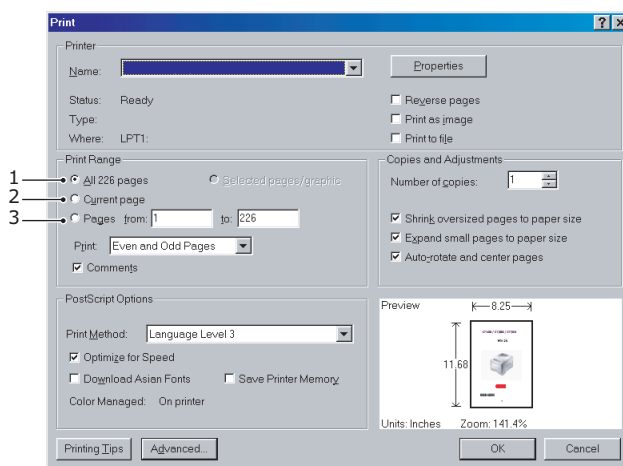 Print
Printer
Name:
Properties
Status: Ready
Reverse pages
Type:
Print as image
Where: LPT1:
Print to file
Print Range
1 All 226 pages
Selected pages/graphic
2 Current page
3 Pages from: 1 to: 226
Print: Even and Odd Pages
Comments
Copies and Adjustments
Number of copies: 1
Shrink oversized pages to paper size
Expand small pages to paper size
Auto-rotate and center pages
PostScript Options
Print Method: Language Level 3
Optimize for Speed
Download Asian Fonts
Save Printer Memory
Color Managed: On printer
Preview
8.25
11.68
Units: Inches Zoom: 141.4%
Printing Tips
Advanced...
OK
Cancel